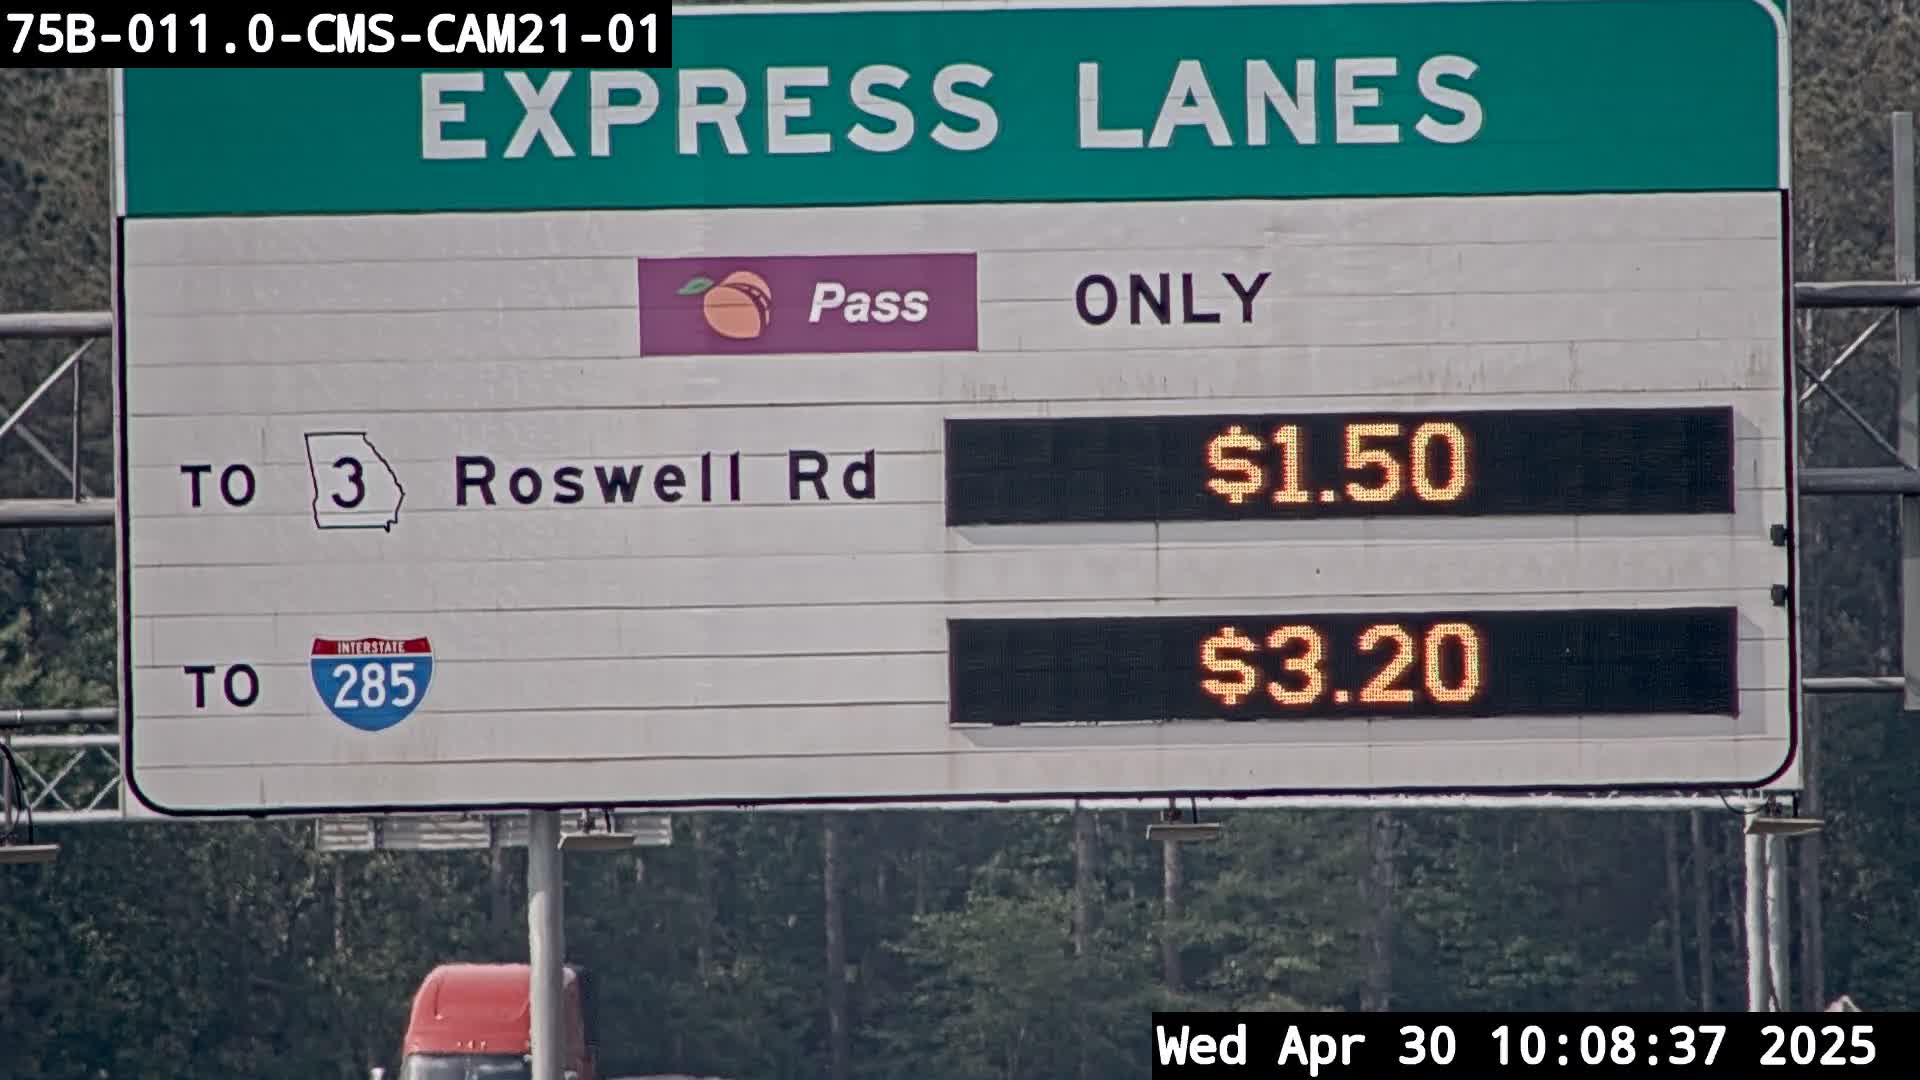 75B-011.0-CMS-CAM21-01
EXPRESS LANES
Pass ONLY
TO 3 Roswell Rd $1.50
INTERSTATE
TO 285 $3.20
Wed Apr 30 10:08:37 2025